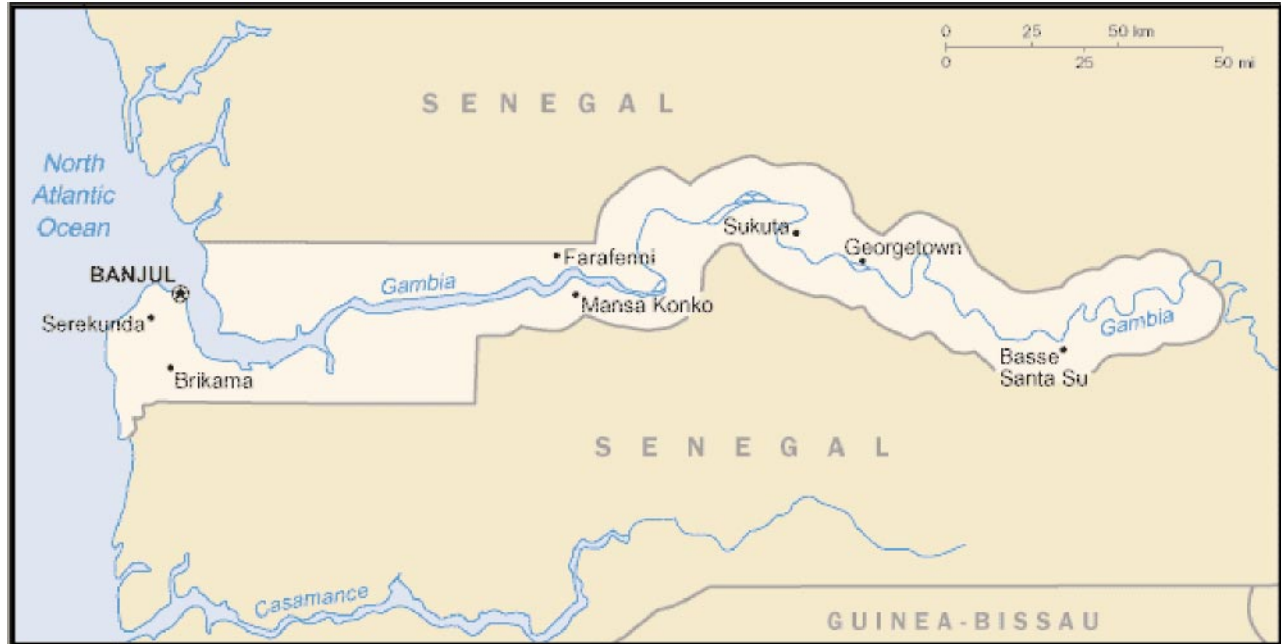 0 25 50 km
0 25 50 mi
SENEGAL
North
Atlantic
Ocean
Sukuta
Georgetown
Farafenni
BANJUL
Gambia
Mansa Konko
Serekunda
Gambia
Basse
Santa Su
Brikama
SENEGAL
Casamance
GUINEA-BISSAU